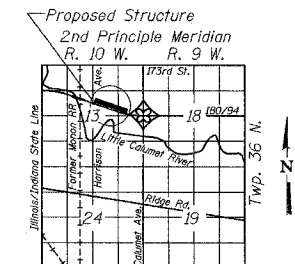 Proposed Structure
2nd Principle Meridian
R. 10 W. R. 9 W.
Ave.
173rd St.
13
18
I80/94
Little Calumet River
Illinois/Indiana State Line
Former Monon RR
Harrison
Twp. 36 N.
Ridge Rd.
24
19
Calumet Ave.
N